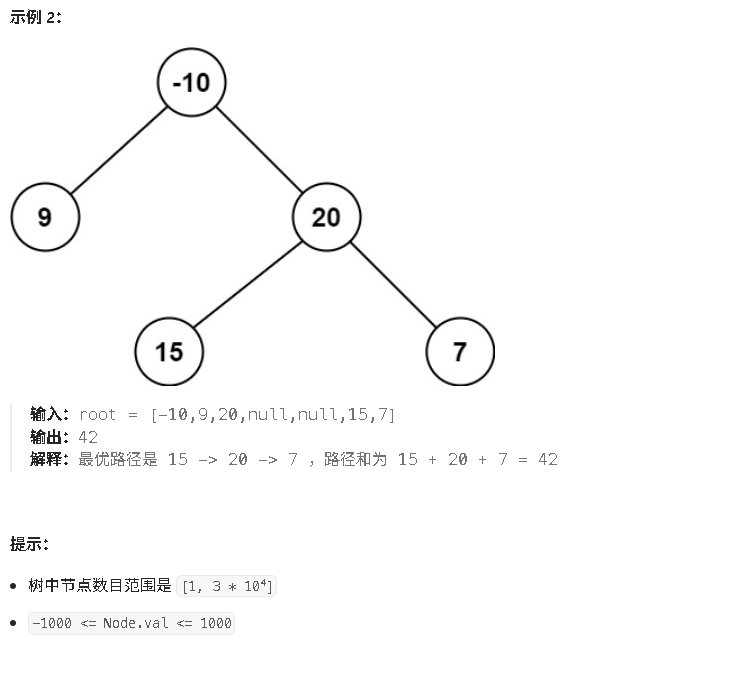 示例 2：
-10
9
20
15
7
输入：root = [-10,9,20,null,null,15,7]
输出：42
解释：最优路径是 15 -> 20 -> 7 ，路径和为 15 + 20 + 7 = 42
提示：
• 树中节点数目范围是 [1, 3 * 10⁴]
• -1000 <= Node.val <= 1000